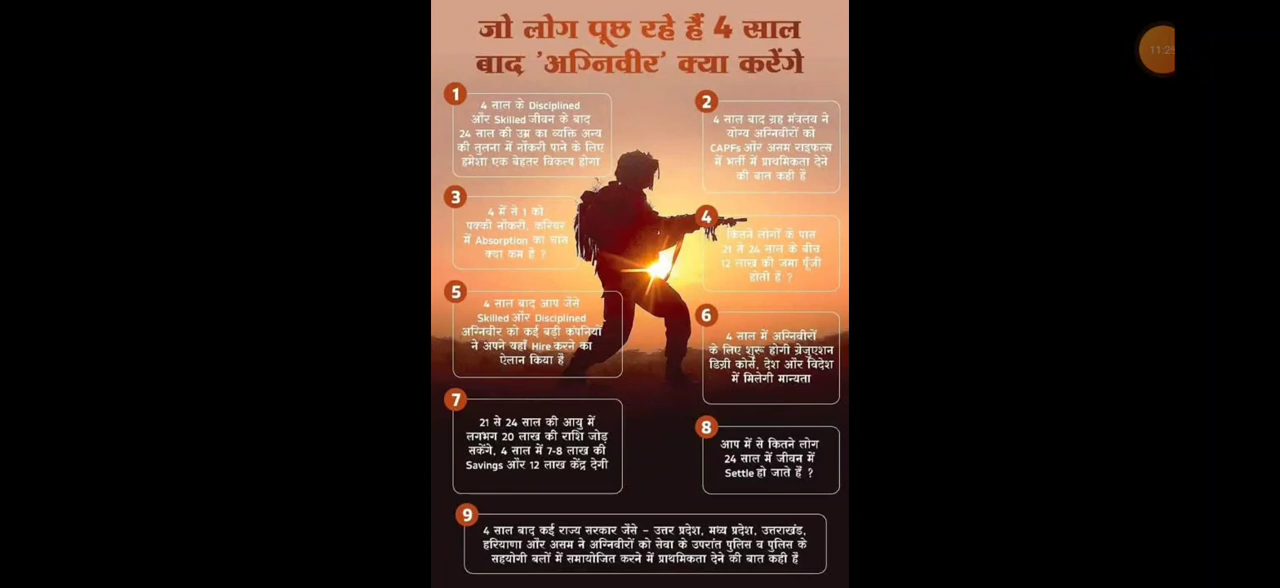 जो लोग पूछ रहे हैं 4 साल
बाद 'अग्निवीर' क्या करेंगे
1
4 साल के Disciplined
और Skilled जीवन के बाद
24 साल की उम्र का व्यक्ति अन्य
की तुलना में नौकरी पाने के लिए
हमेशा एक बेहतर विकल्प होगा
2
4 साल बाद ग्रह मंत्रलय ने
योग्य अग्निवीरों को
CAPFs और असम राइफल्स
में भर्ती में प्राथमिकता देने
की बात कही है
3
4 में से 1 को
पक्की नौकरी, करियर
में Absorption का चांस
क्या कम है ?
4
कितने लोगों के पास
21 से 24 साल के बीच
12 लाख की जमा पूँजी
होती है ?
5
4 साल बाद आप जैसे
Skilled और Disciplined
अग्निवीर को कई बड़ी कंपनियों
ने अपने यहाँ Hire करने का
ऐलान किया है
6
4 साल में अग्निवीरों
के लिए शुरू होगी ग्रेजुएशन
डिग्री कोर्स, देश और विदेश
में मिलेगी मान्यता
7
21 से 24 साल की आयु में
लगभग 20 लाख की राशि जोड़
सकेंगे, 4 साल में 7-8 लाख की
Savings और 12 लाख केंद्र देगी
8
आप में से कितने लोग
24 साल में जीवन में
Settle हो जाते हैं ?
9
4 साल बाद कई राज्य सरकार जैसे - उत्तर प्रदेश, मध्य प्रदेश, उत्तराखंड,
हरियाणा और असम ने अग्निवीरों को सेवा के उपरांत पुलिस व पुलिस के
सहयोगी बलों में समायोजित करने में प्राथमिकता देने की बात कही है